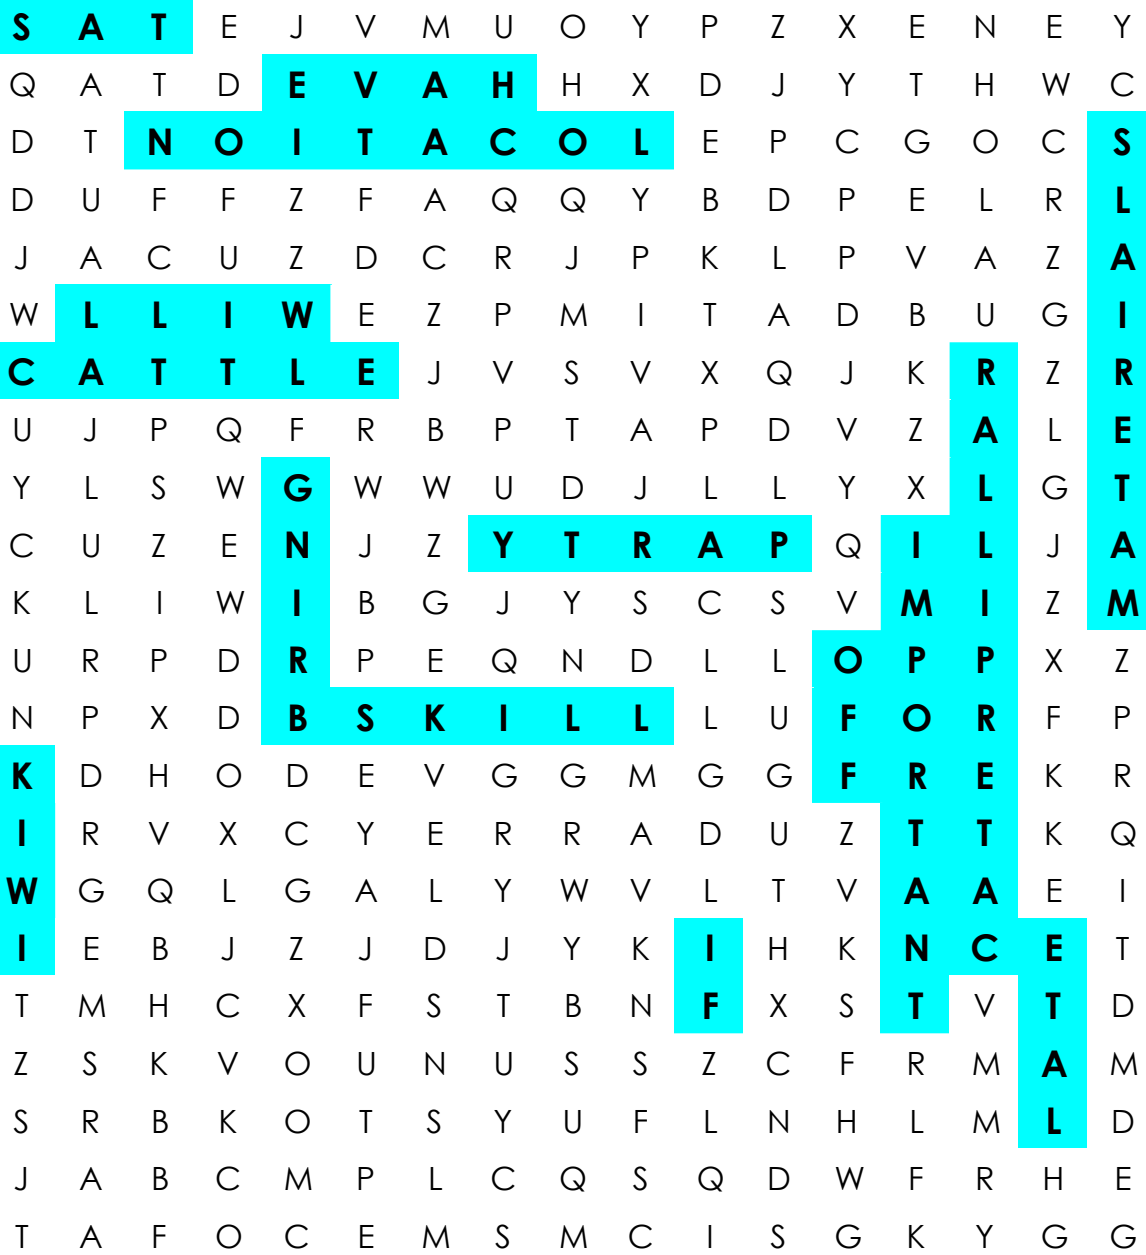 S A T E J V M U O Y P Z X E N E Y
Q A T D E V A H H X D J Y T H W C
D T N O I T A C O L E P C G O C S
D U F F Z F A Q Q Y B D P E L R L
J A C U Z D C R J P K L P V A Z A
W L L I W E Z P M I T A D B U G I
C A T T L E J V S V X Q J K R Z R
U J P Q F R B P T A P D V Z A L E
Y L S W G W W U D J L L Y X L G T
C U Z E N J Z Y T R A P Q I L J A
K L I W I B G J Y S C S V M I Z M
U R P D R P E Q N D L L O P P X Z
N P X D B S K I L L L U F O R F P
K D H O D E V G G M G G F R E K R
I R V X C Y E R R A D U Z T T K Q
W G Q L G A L Y W V L T V A A E I
I E B J Z J D J Y K I H K N C E T
T M H C X F S T B N F X S T V T D
Z S K V O U N U S S Z C F R M A M
S R B K O T S Y U F L N H L M L D
J A B C M P L C Q S Q D W F R H E
T A F O C E M S M C I S G K Y G G